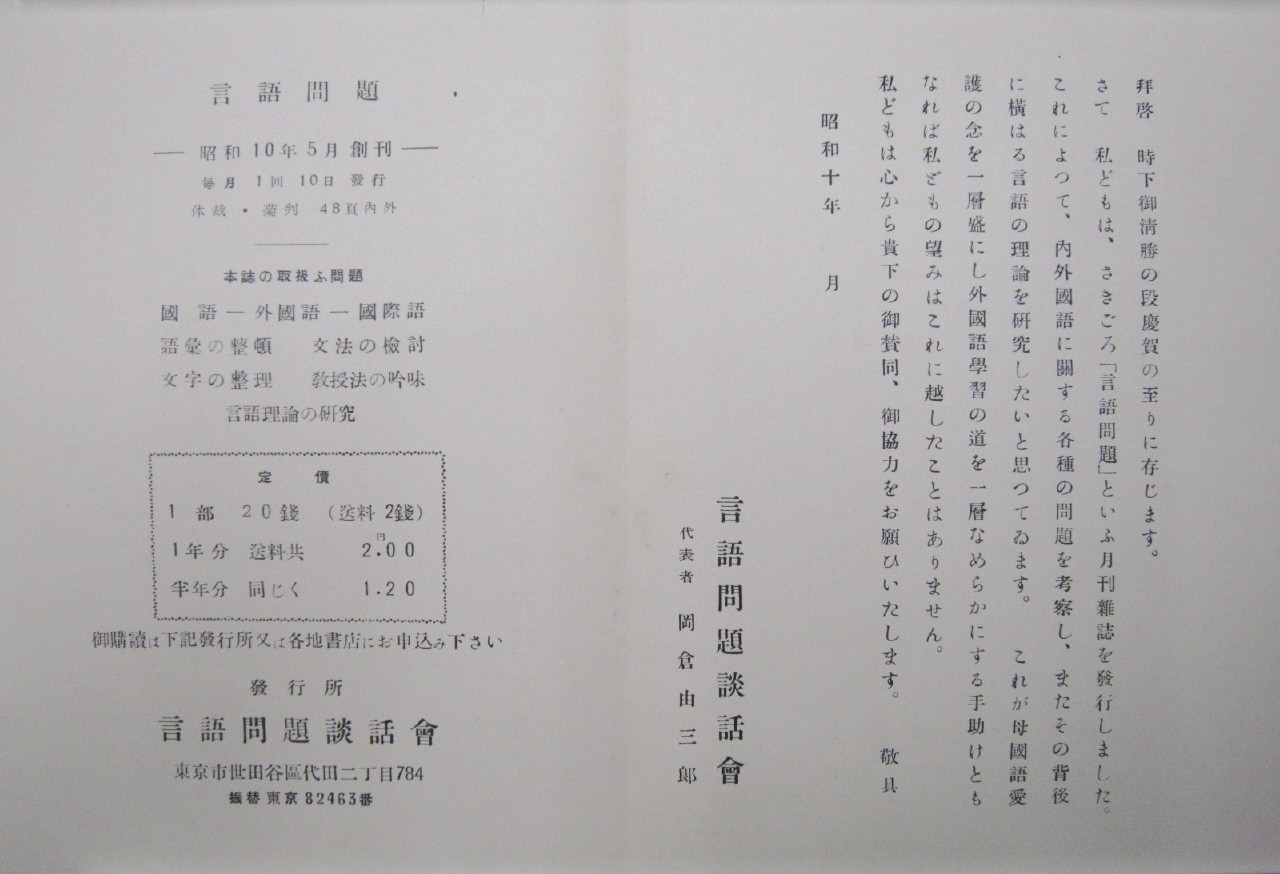 拜啓　時下御淸勝の段慶賀の至りに存じます。
さて　私どもは、さきごろ「言語問題」といふ月刊雜誌を發行しました。
これによつて、內外國語に關する各種の問題を考察し、またその背後
に橫はる言語の理論を硏究したいと思つてゐます。　これが母國語愛
護の念を一層盛にし外國語學習の道を一層なめらかにする手助けとも
なれば私どもの望みはこれに越したことはありません。
私どもは心から貴下の御贊同、御協力をお願ひいたします。　敬具
昭和十年　月
言語問題談話會
代表者　岡倉由三郎
言語問題
― 昭和10年5月創刊 ―
每月 1回 10日 發行
体裁・菊判 48頁內外
本誌の取扱ふ問題
國語 ― 外國語 ― 國際語
語彙の整頓　文法の檢討
文字の整理　敎授法の吟味
言語理論の硏究
定價
1部　20錢　(送料 2錢)
1年分　送料共　2.円00
半年分　同じく　1.20
御購讀は下記發行所又は各地書店にお申込み下さい
發行所
言語問題談話會
東京市世田谷區代田二丁目784
振替東京82463番